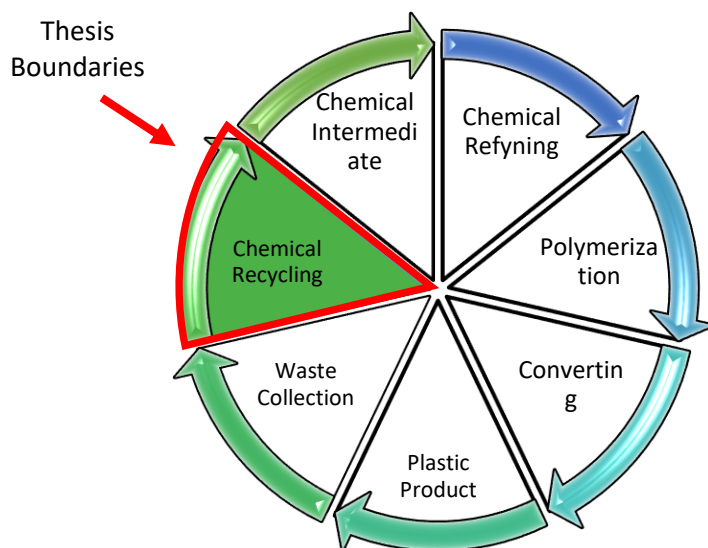 Thesis
Boundaries
Chemical
Intermedi
ate
Chemical
Refyning
Polymeriza
tion
Convertin
g
Plastic
Product
Waste
Collection
Chemical
Recycling